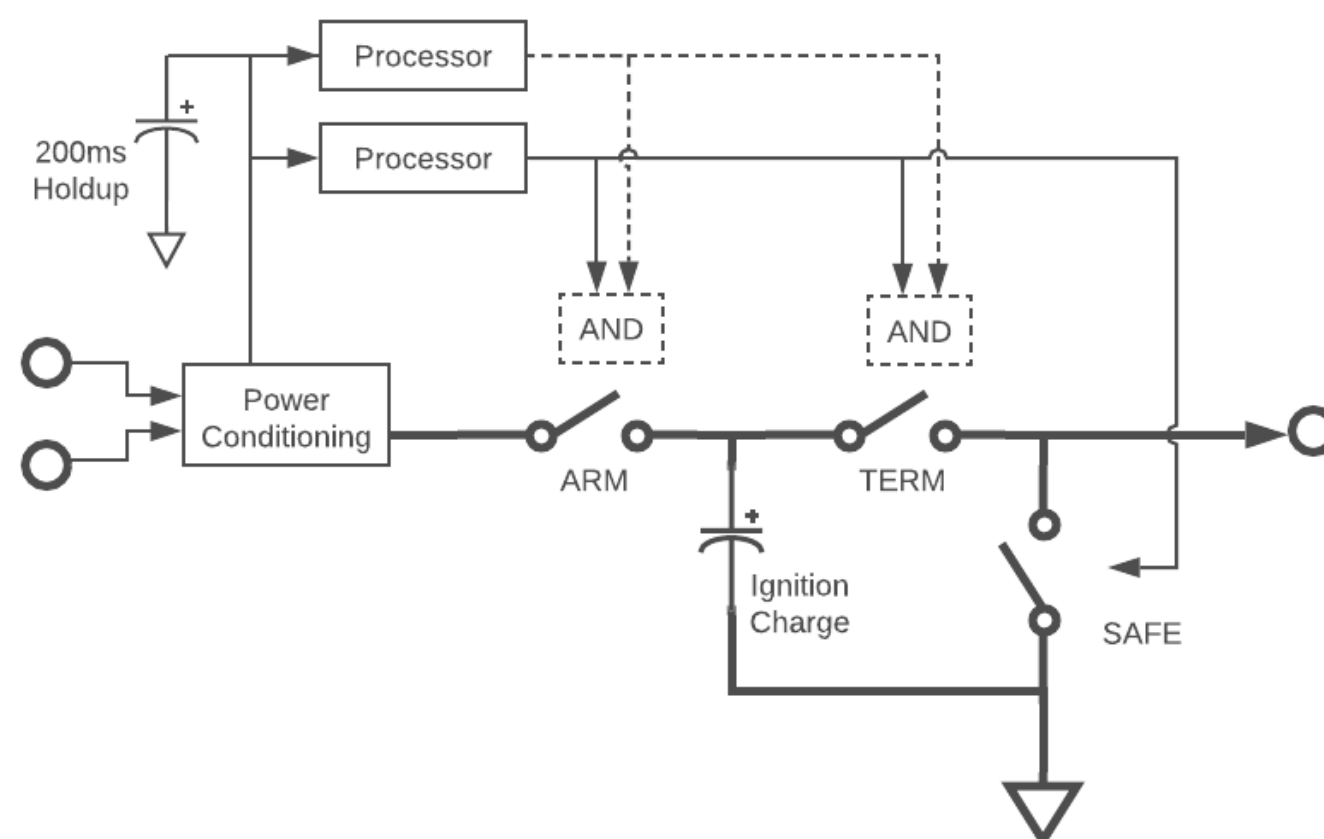 Processor
+
200ms
Holdup
Processor
AND
AND
Power
Conditioning
ARM
TERM
+
Ignition
Charge
SAFE